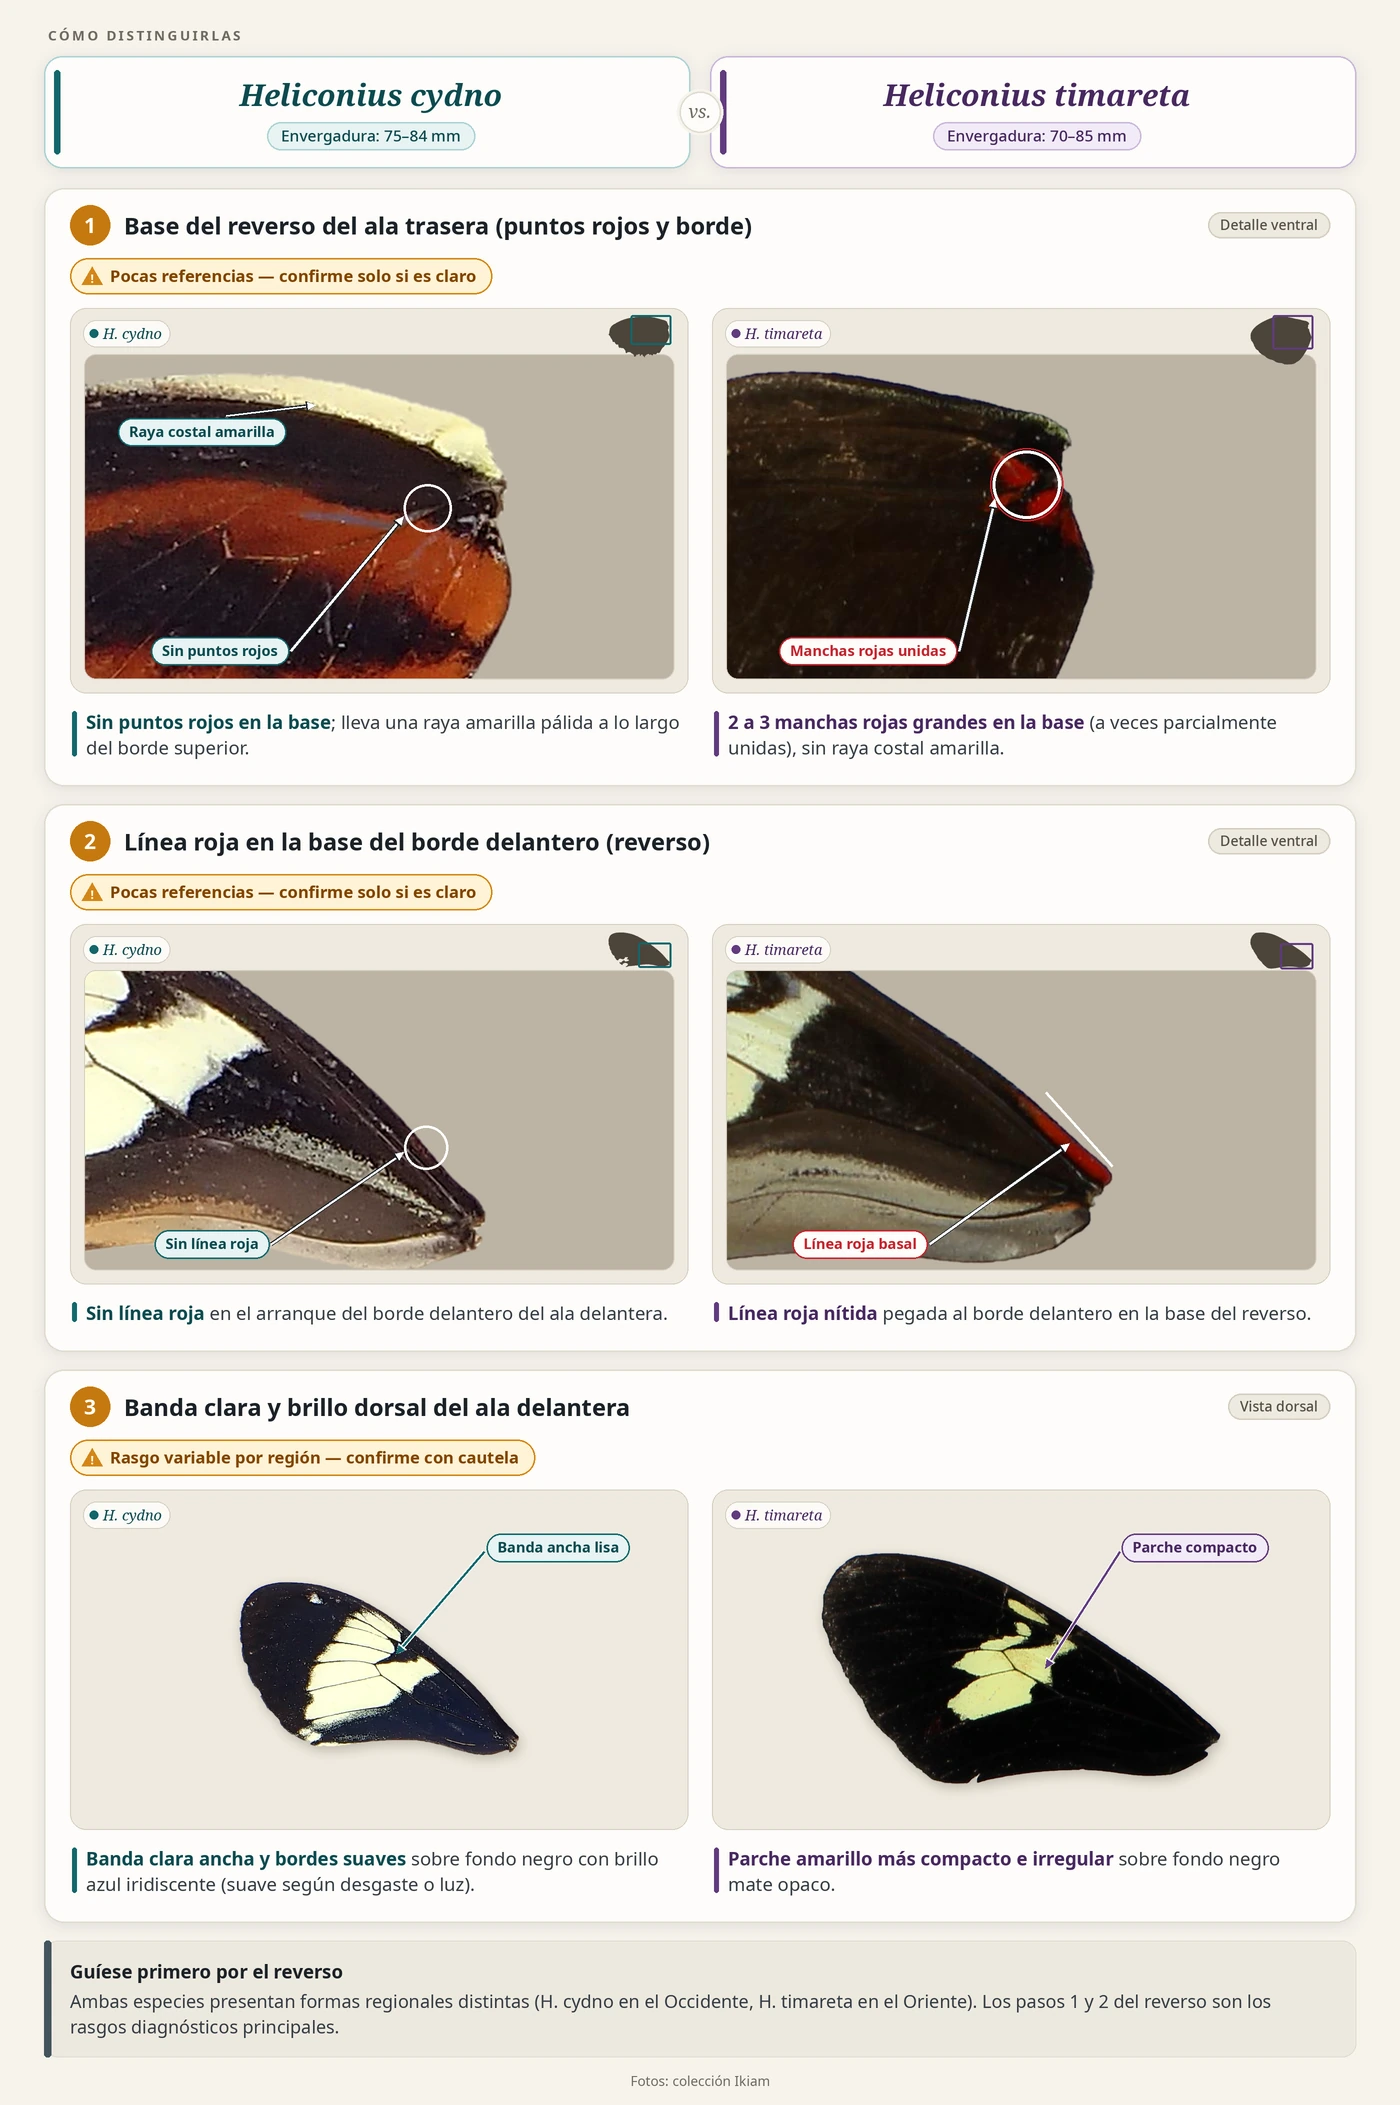 CÓMO DISTINGUIRLAS
Heliconius cydno
Envergadura: 75–84 mm
vs.
Heliconius timareta
Envergadura: 70–85 mm
1
Base del reverso del ala trasera (puntos rojos y borde)
Detalle ventral
Pocas referencias — confirme solo si es claro
H. cydno
Raya costal amarilla
Sin puntos rojos
H. timareta
Manchas rojas unidas
Sin puntos rojos en la base; lleva una raya amarilla pálida a lo largo
del borde superior.
2 a 3 manchas rojas grandes en la base (a veces parcialmente
unidas), sin raya costal amarilla.
2
Línea roja en la base del borde delantero (reverso)
Detalle ventral
Pocas referencias — confirme solo si es claro
H. cydno
Sin línea roja
H. timareta
Línea roja basal
Sin línea roja en el arranque del borde delantero del ala delantera.
Línea roja nítida pegada al borde delantero en la base del reverso.
3
Banda clara y brillo dorsal del ala delantera
Vista dorsal
Rasgo variable por región — confirme con cautela
H. cydno
Banda ancha lisa
H. timareta
Parche compacto
Banda clara ancha y bordes suaves sobre fondo negro con brillo
azul iridiscente (suave según desgaste o luz).
Parche amarillo más compacto e irregular sobre fondo negro
mate opaco.
Guíese primero por el reverso
Ambas especies presentan formas regionales distintas (H. cydno en el Occidente, H. timareta en el Oriente). Los pasos 1 y 2 del reverso son los
rasgos diagnósticos principales.
Fotos: colección Ikiam